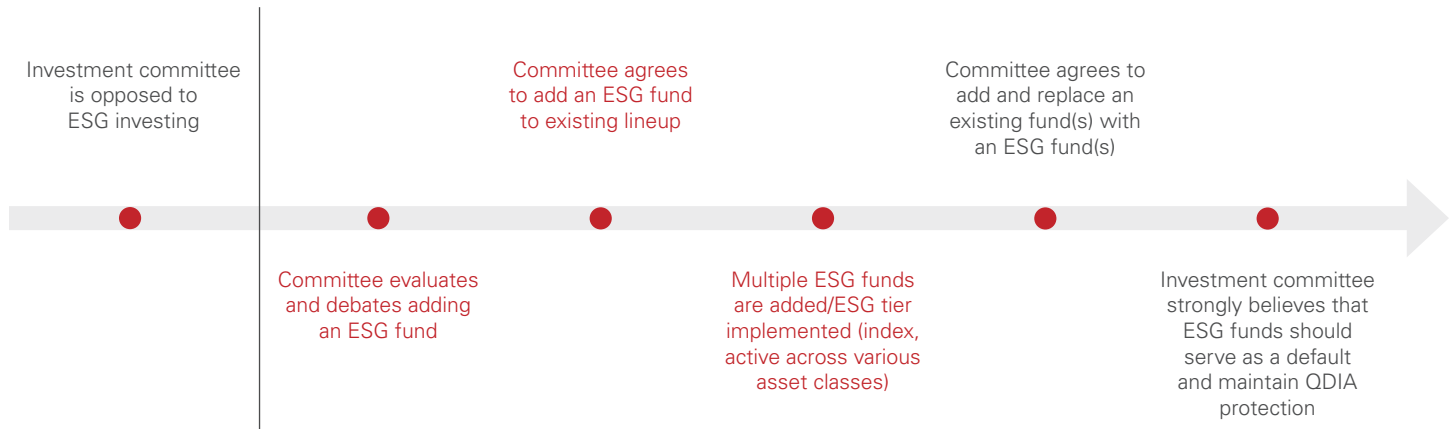 Investment committee
is opposed to
ESG investing
Committee evaluates
and debates adding
an ESG fund
Committee agrees
to add an ESG fund
to existing lineup
Multiple ESG funds
are added/ESG tier
implemented (index,
active across various
asset classes)
Committee agrees to
add and replace an
existing fund(s) with
an ESG fund(s)
Investment committee
strongly believes that
ESG funds should
serve as a default
and maintain QDIA
protection